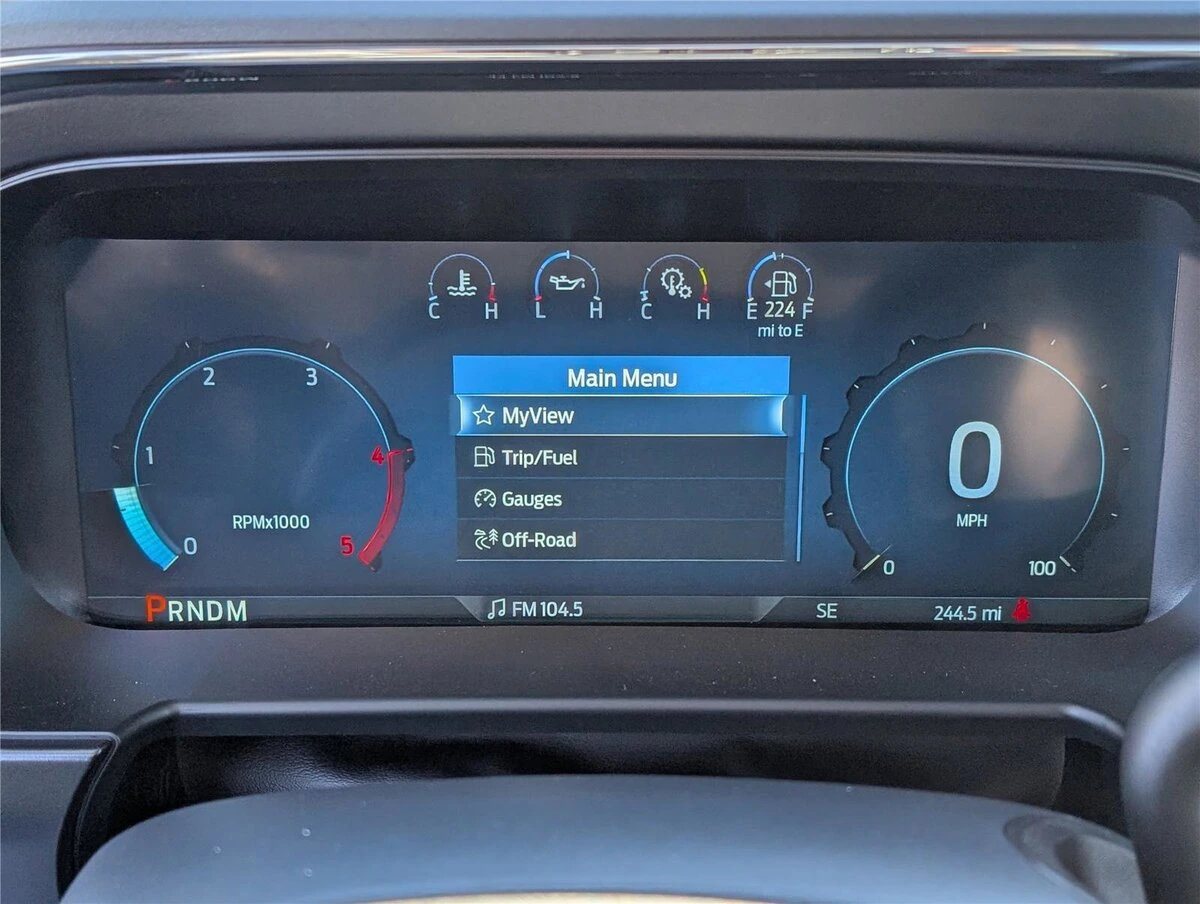 C H
L H
C H
E 224 F
mi to E
Main Menu
MyView
Trip/Fuel
Gauges
Off-Road
0 1 2 3 4 5
RPMx1000
0
MPH
0 100
PRNDM
FM 104.5
SE
244.5 mi